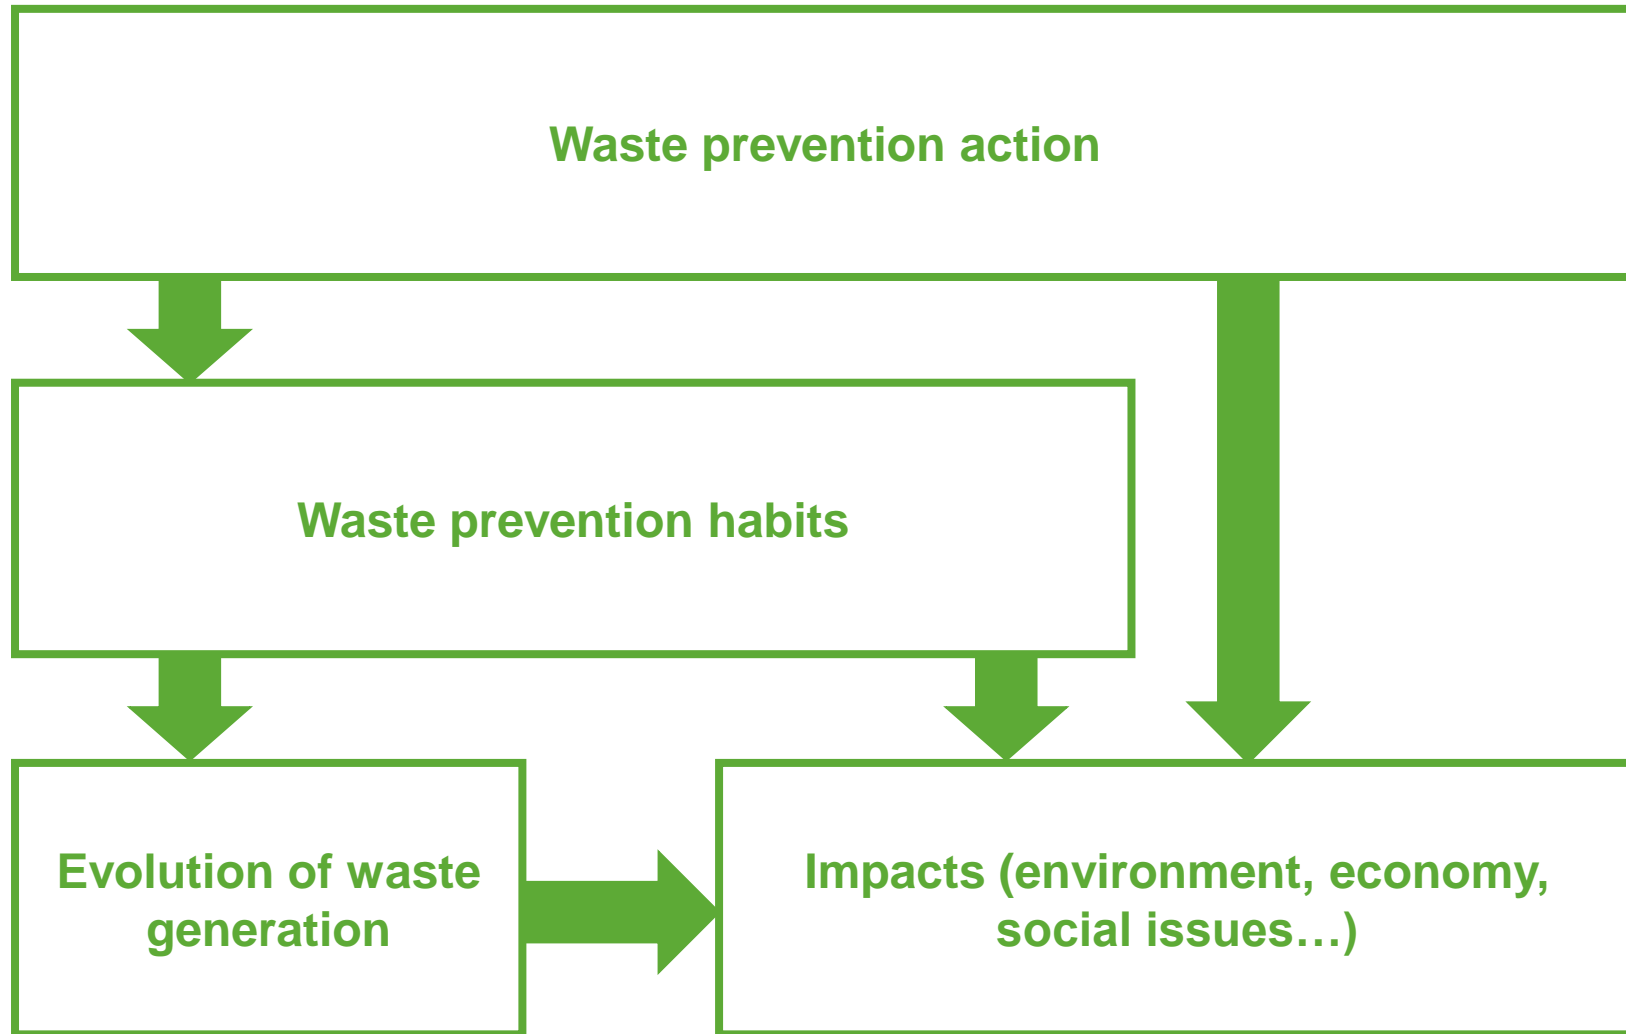 Waste prevention action
Waste prevention habits
Evolution of waste
generation
Impacts (environment, economy,
social issues…)